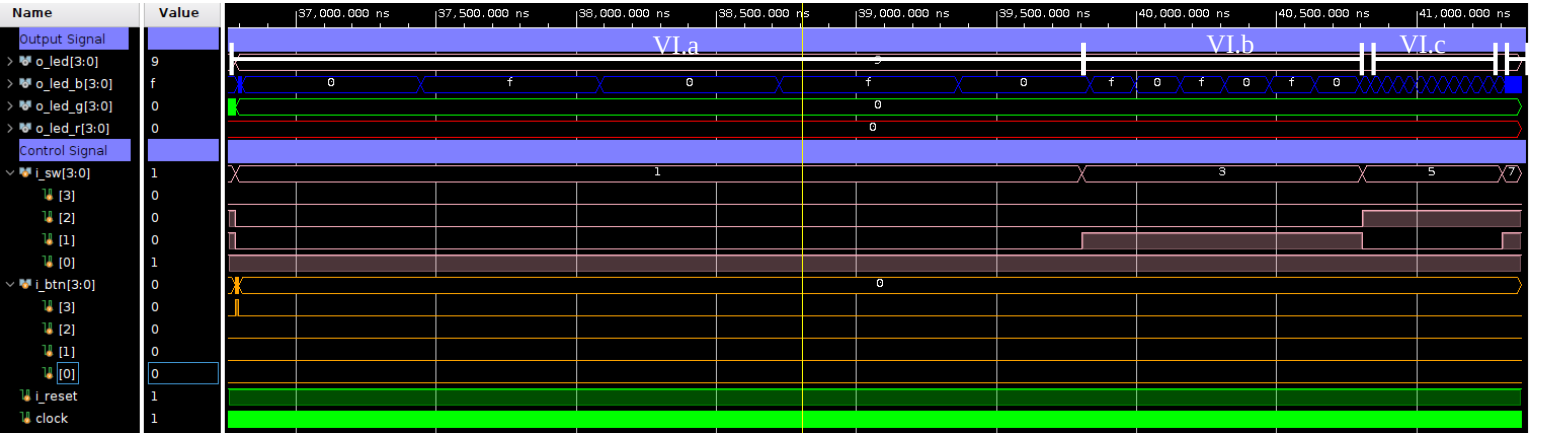 Name Value 37,000.000 ns 37,500.000 ns 38,000.000 ns 38,500.000 ns 39,000.000 ns 39,500.000 ns 40,000.000 ns 40,500.000 ns 41,000.000 ns
Output Signal VI.a VI.b VI.c
o_led[3:0] 9 9
o_led_b[3:0] f 0 f 0 f 0 f 0 f 0 f 0
o_led_g[3:0] 0 0
o_led_r[3:0] 0 0
Control Signal
i_sw[3:0] 1 1 3 5 7
[3] 0
[2] 0
[1] 0
[0] 1
i_btn[3:0] 0 0
[3] 0
[2] 0
[1] 0
[0] 0
i_reset 1
clock 1